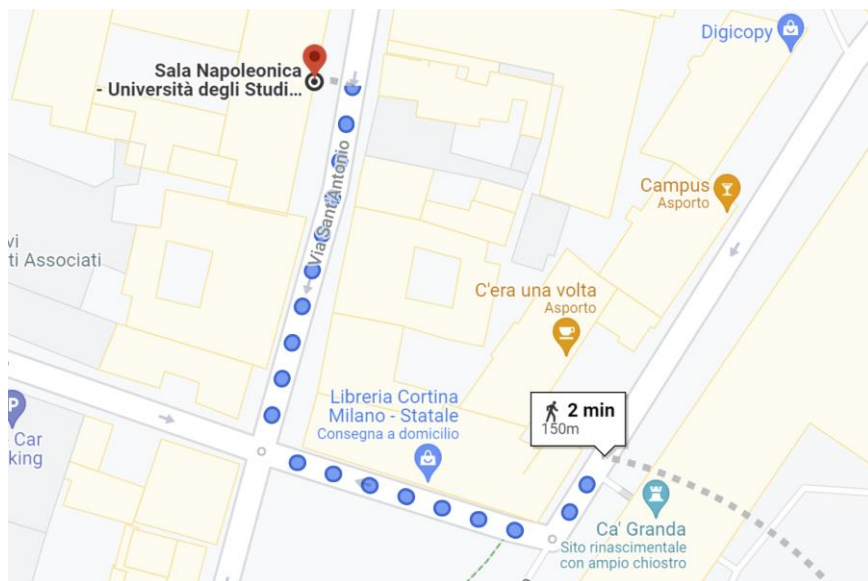 Digicopy
Sala Napoleonica
- Università degli Studi...
Via Sant'Antonio
Campus
Asporto
vi
ti Associati
C'era una volta
Asporto
Libreria Cortina
Milano - Statale
Consegna a domicilio
2 min
150m
P
Car
king
Ca' Granda
Sito rinascimentale
con ampio chiostro